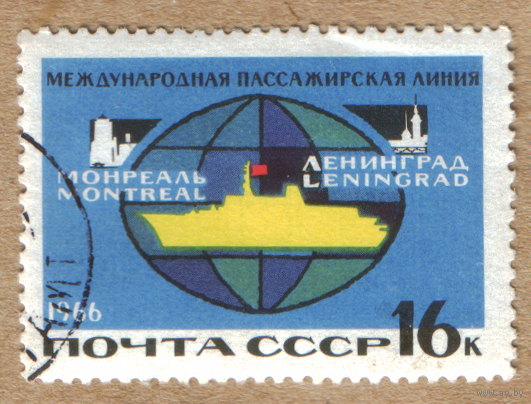 МЕЖДУНАРОДНАЯ ПАССАЖИРСКАЯ ЛИНИЯ
МОНРЕАЛЬ
MONTREAL
ЛЕНИНГРАД
LENINGRAD
1966
ПОЧТА СССР 16к